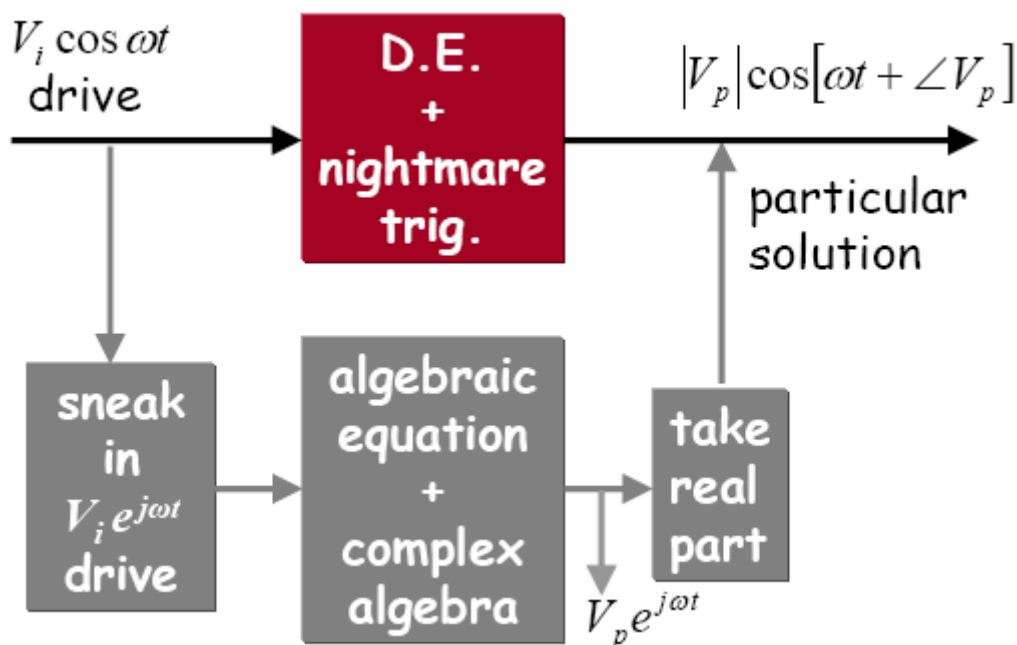 V_i cos ωt
drive
D.E.
+
nightmare
trig.
|V_p| cos[ωt + ∠V_p]
particular
solution
sneak
in
V_i e^{jωt}
drive
algebraic
equation
+
complex
algebra
V_p e^{jωt}
take
real
part